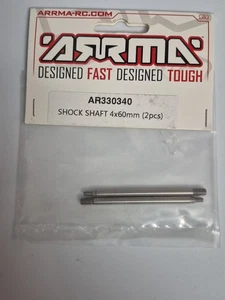 ARRMA-RC.COM
ARRMA
DESIGNED FAST DESIGNED TOUGH
AR330340
SHOCK SHAFT 4x60mm (2pcs)